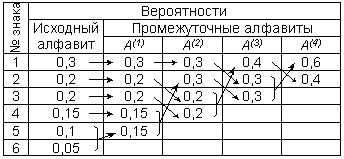 № знака
Вероятности
Исходный алфавит
Промежуточные алфавиты
A(1) A(2) A(3) A(4)
1 0,3 0,3 0,3 0,4 0,6
2 0,2 0,2 0,3 0,3 0,4
3 0,2 0,2 0,2 0,3
4 0,15 0,15 0,2
5 0,1 0,15
6 0,05